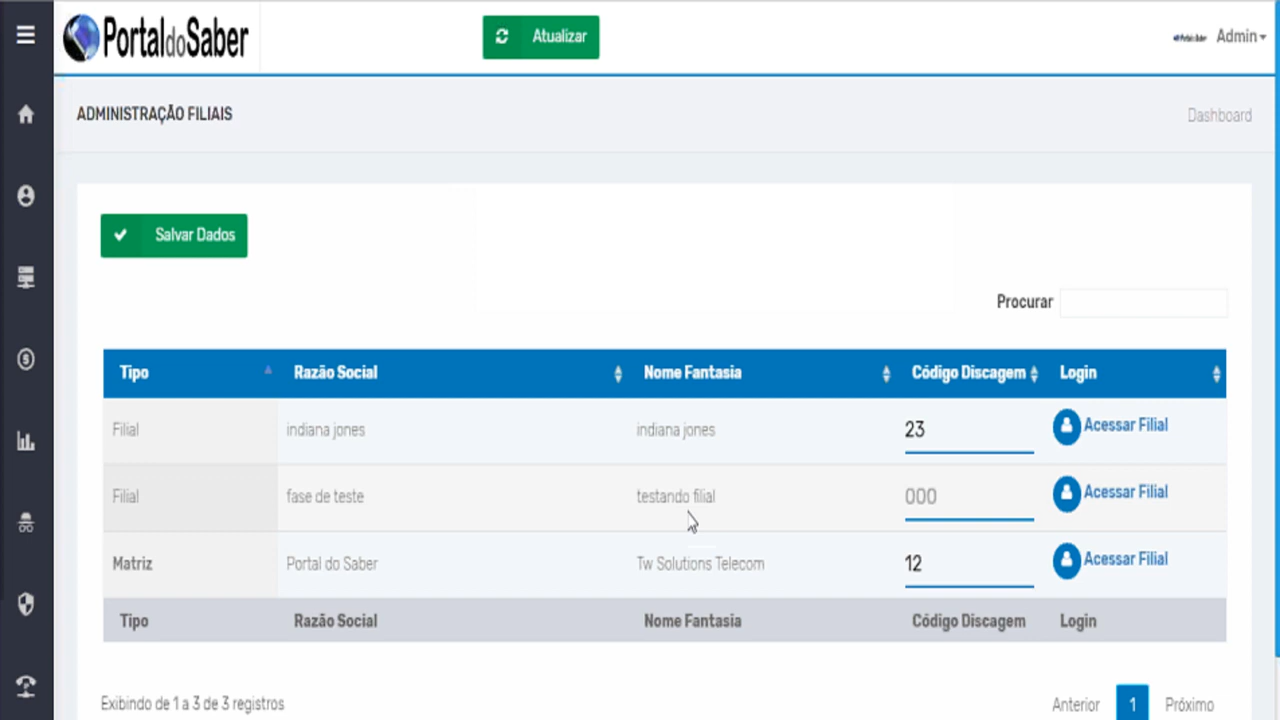 PortaldoSaber
Atualizar
Admin
ADMINISTRAÇÃO FILIAIS
Dashboard
Salvar Dados
Procurar
Tipo Razão Social Nome Fantasia Código Discagem Login
Filial indiana jones indiana jones 23 Acessar Filial
Filial fase de teste testando filial 000 Acessar Filial
Matriz Portal do Saber Tw Solutions Telecom 12 Acessar Filial
Tipo Razão Social Nome Fantasia Código Discagem Login
Exibindo de 1 a 3 de 3 registros
Anterior 1 Próximo